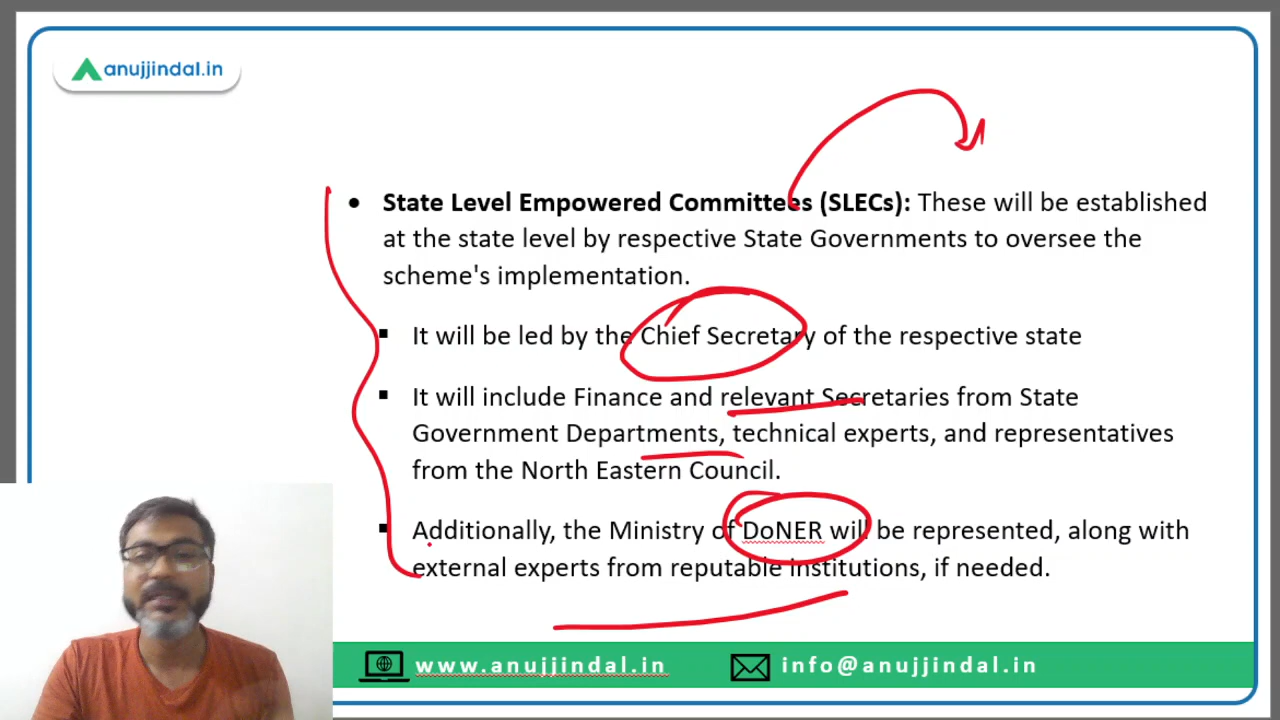 anujjindal.in
State Level Empowered Committees (SLECs): These will be established
at the state level by respective State Governments to oversee the
scheme's implementation.
It will be led by the Chief Secretary of the respective state
It will include Finance and relevant Secretaries from State
Government Departments, technical experts, and representatives
from the North Eastern Council.
Additionally, the Ministry of DoNER will be represented, along with
external experts from reputable institutions, if needed.
www.anujjindal.in
info@anujjindal.in